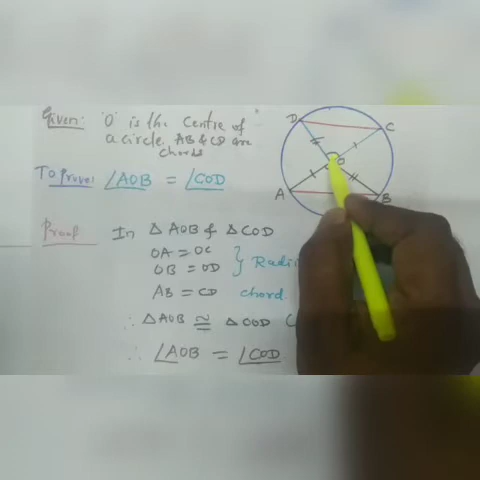 Given: 'O' is the centre of
a circle AB & CD are
chords
To Prove: ∠AOB = ∠COD
Proof In △ AOB & △ COD
OA = OC
OB = OD } Radii
AB = CD chord
∴ △ AOB ≅ △ COD (
∴ ∠AOB = ∠COD
D
C
O
A
B